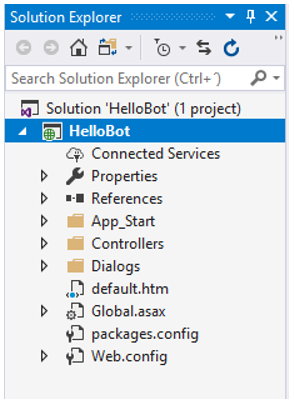 Solution Explorer
Search Solution Explorer (Ctrl+´)
Solution 'HelloBot' (1 project)
HelloBot
Connected Services
Properties
References
App_Start
Controllers
Dialogs
default.htm
Global.asax
packages.config
Web.config